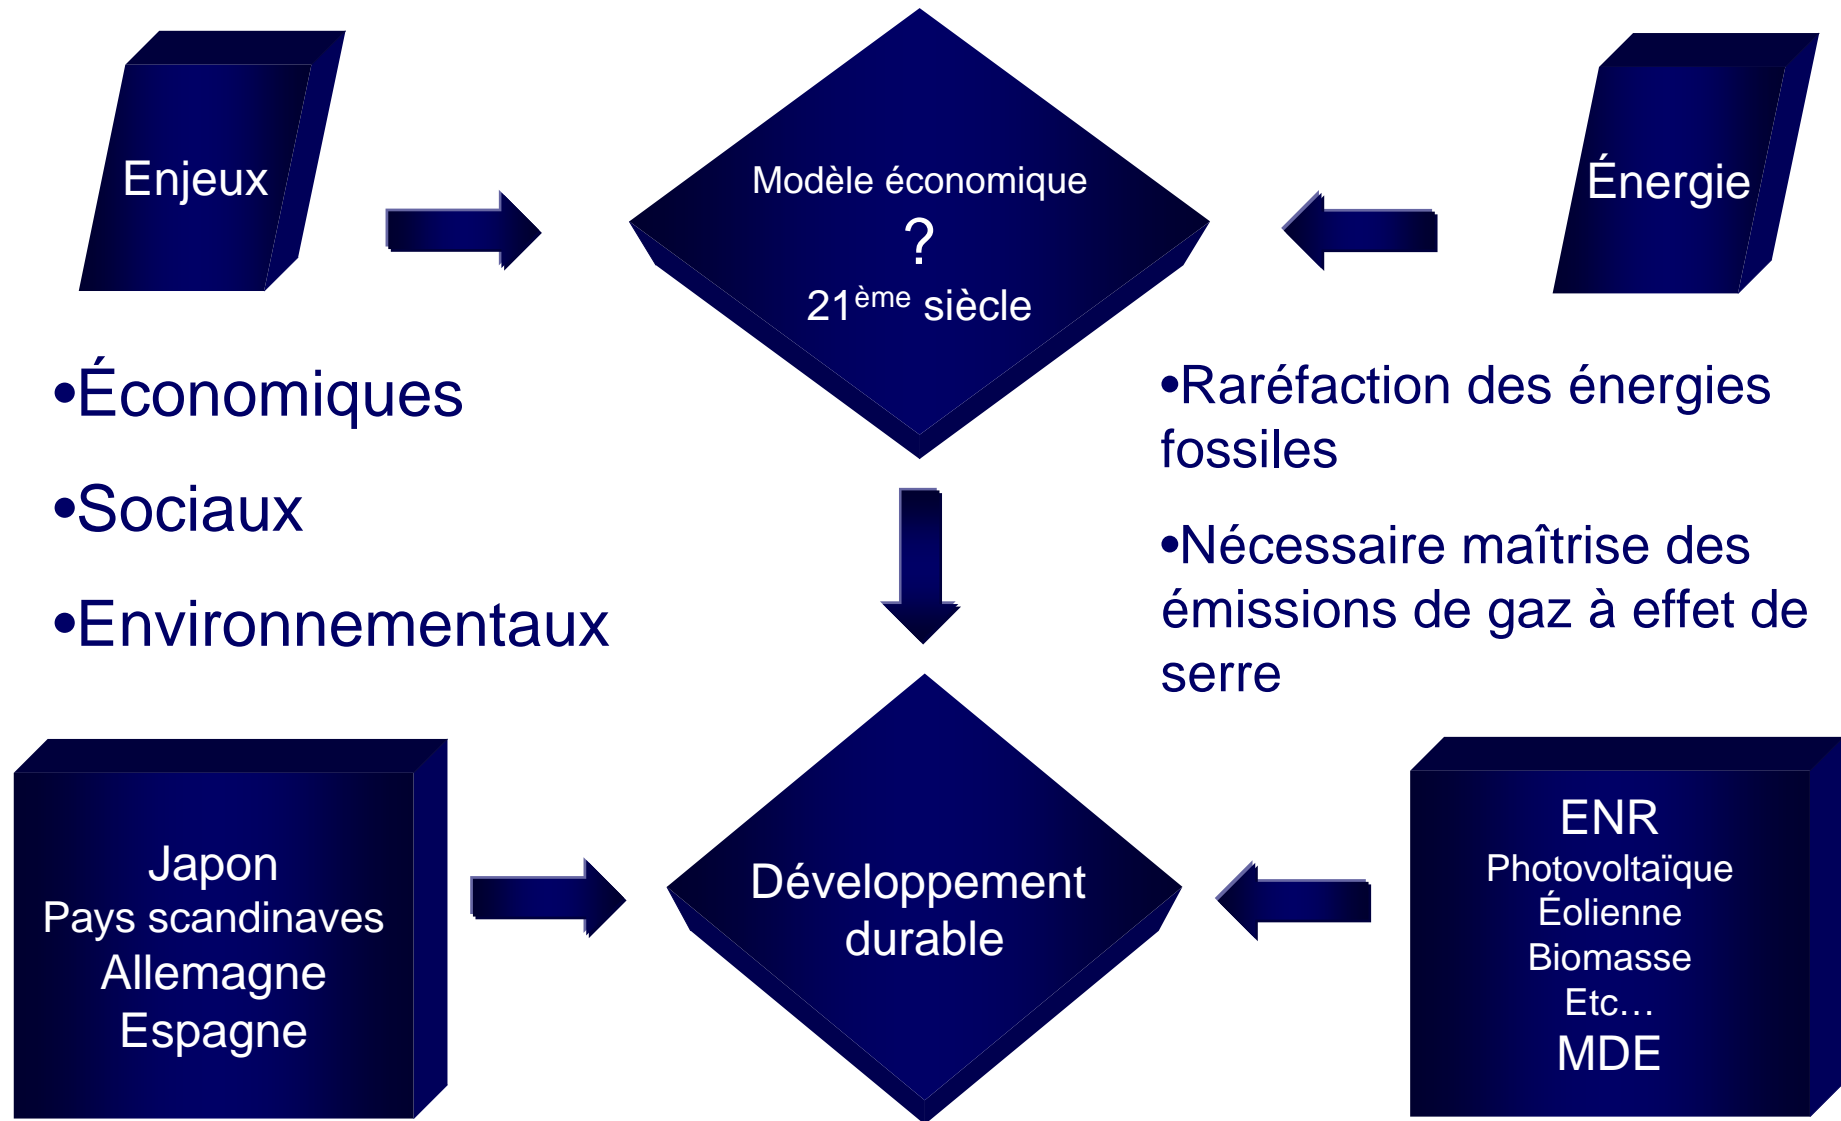 Enjeux
Modèle économique
?
21ème siècle
Énergie
•Économiques
•Sociaux
•Environnementaux
•Raréfaction des énergies
fossiles
•Nécessaire maîtrise des
émissions de gaz à effet de
serre
Japon
Pays scandinaves
Allemagne
Espagne
Développement
durable
ENR
Photovoltaïque
Éolienne
Biomasse
Etc…
MDE